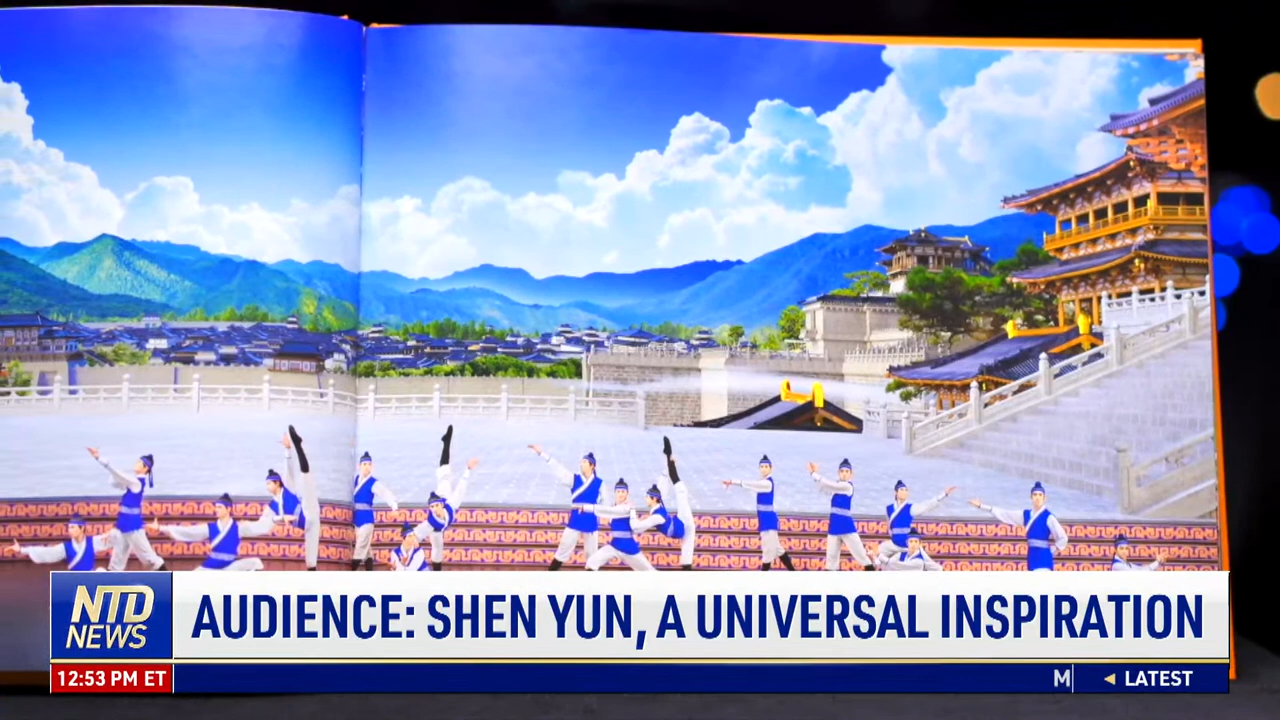 NTD
NEWS
AUDIENCE: SHEN YUN, A UNIVERSAL INSPIRATION
12:53 PM ET
M
LATEST